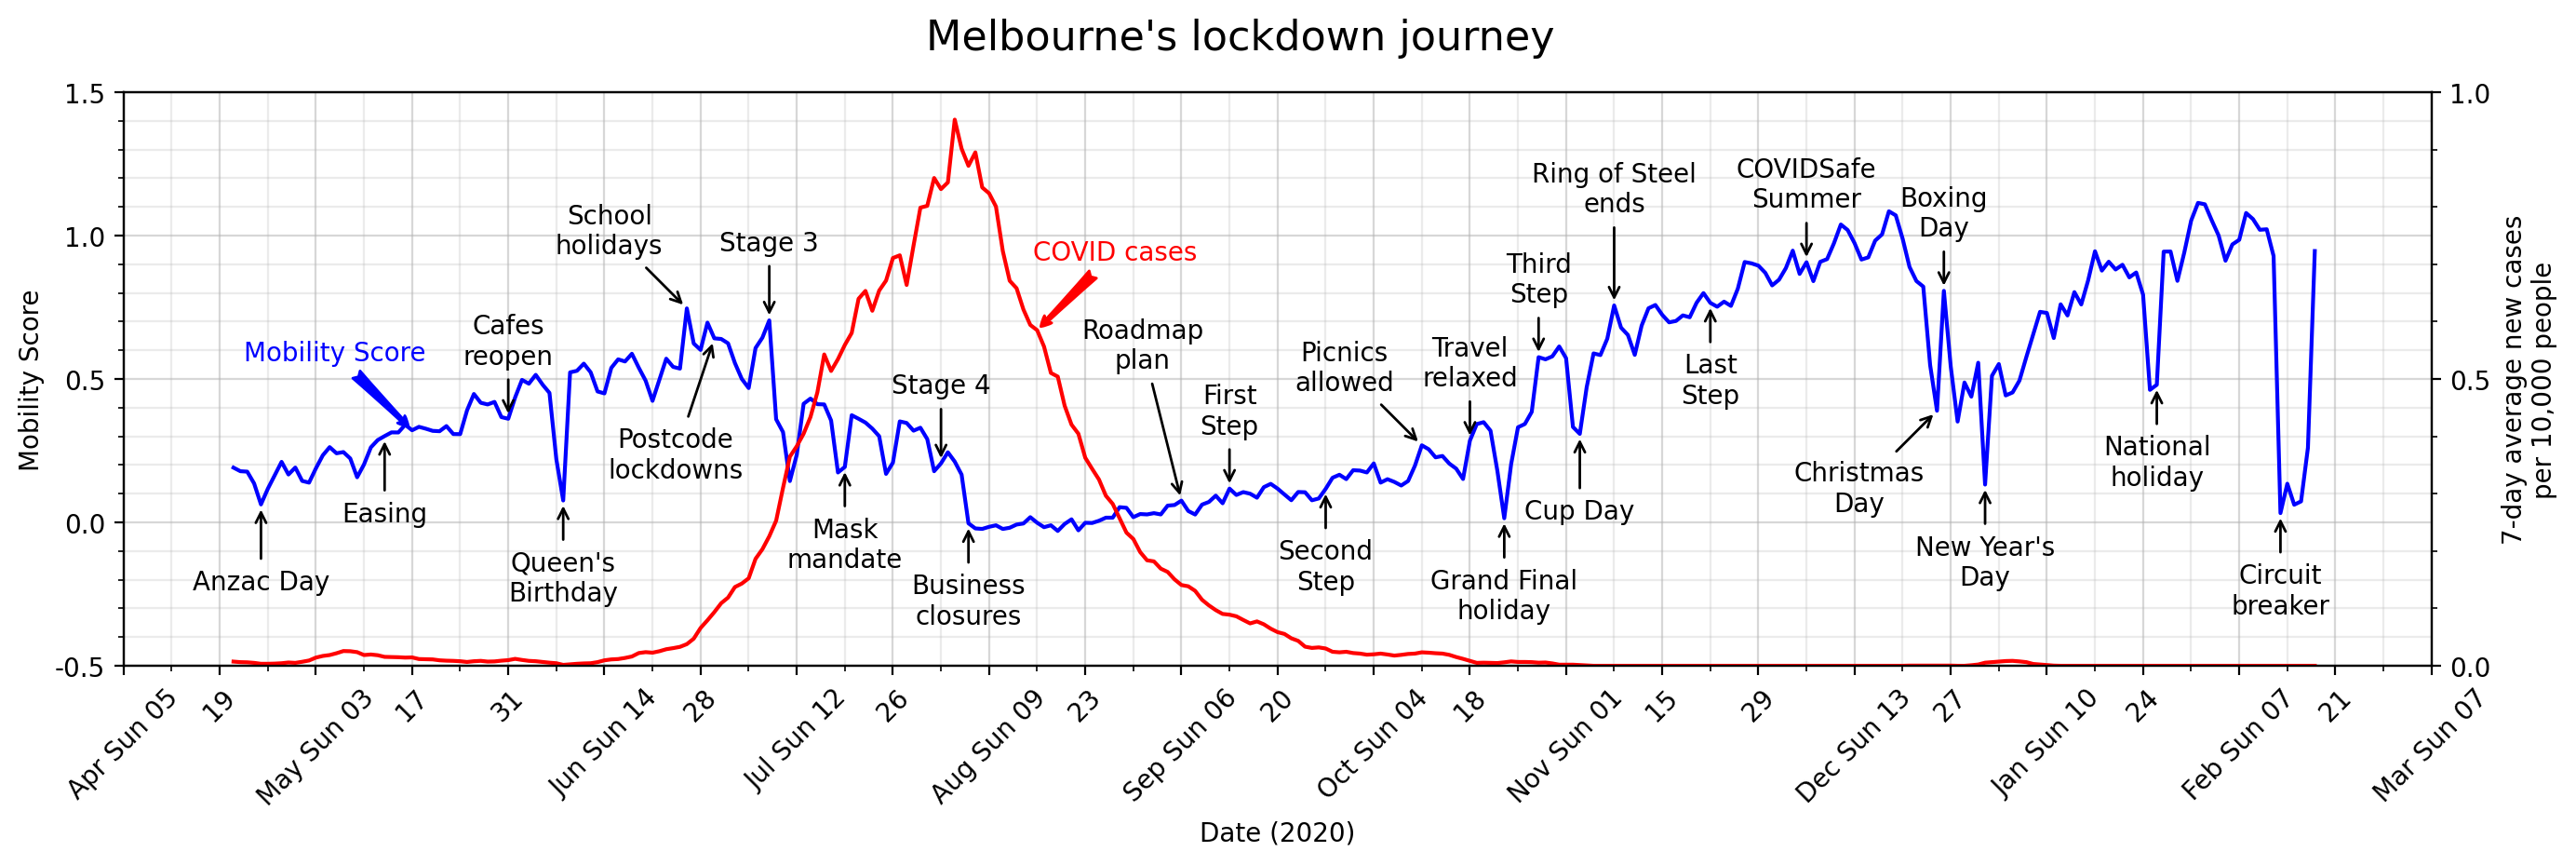 Melbourne's lockdown journey
Mobility Score
1.5
1.0
0.5
0.0
-0.5
1.0
0.5
0.0
7-day average new cases
per 10,000 people
Mobility Score
COVID cases
Anzac Day
Easing
Cafes
reopen
Queen's
Birthday
School
holidays
Postcode
lockdowns
Stage 3
Mask
mandate
Stage 4
Business
closures
Roadmap
plan
First
Step
Second
Step
Picnics
allowed
Travel
relaxed
Grand Final
holiday
Third
Step
Cup Day
Ring of Steel
ends
Last
Step
COVIDSafe
Summer
Christmas
Day
Boxing
Day
New Year's
Day
National
holiday
Circuit
breaker
Apr Sun 05
19
May Sun 03
17
31
Jun Sun 14
28
Jul Sun 12
26
Aug Sun 09
23
Sep Sun 06
20
Oct Sun 04
18
Nov Sun 01
15
29
Dec Sun 13
27
Jan Sun 10
24
Feb Sun 07
21
Mar Sun 07
Date (2020)